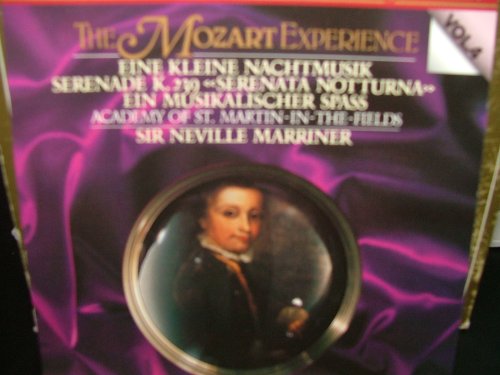 THE MOZART EXPERIENCE
VOL.4
EINE KLEINE NACHTMUSIK
SERENADE K.239 «SERENATA NOTTURNA»
EIN MUSIKALISCHER SPASS
ACADEMY OF ST. MARTIN-IN-THE-FIELDS
SIR NEVILLE MARRINER